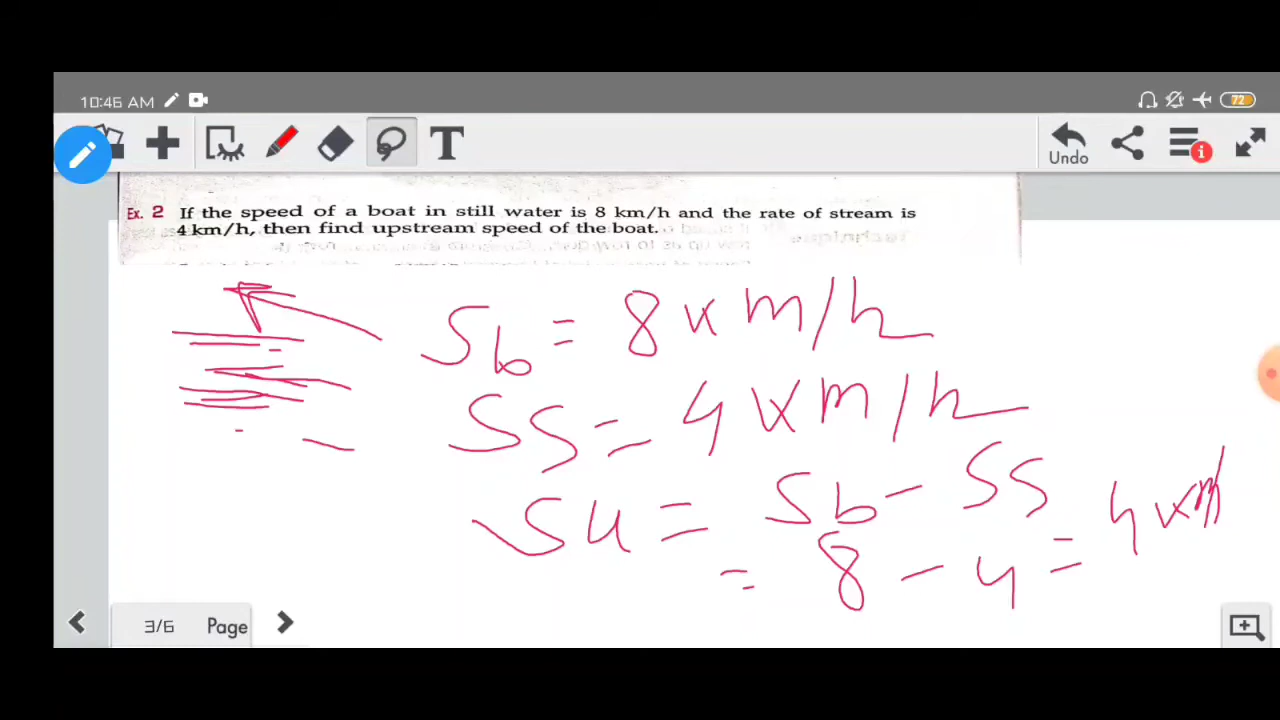 10:46 AM
72
T
Undo
Ex. 2 If the speed of a boat in still water is 8 km/h and the rate of stream is
4 km/h, then find upstream speed of the boat.
Sb = 8 km/h
SS = 4 km/h
Su = Sb - SS
= 8 - 4 = 4 km/
3/6 Page